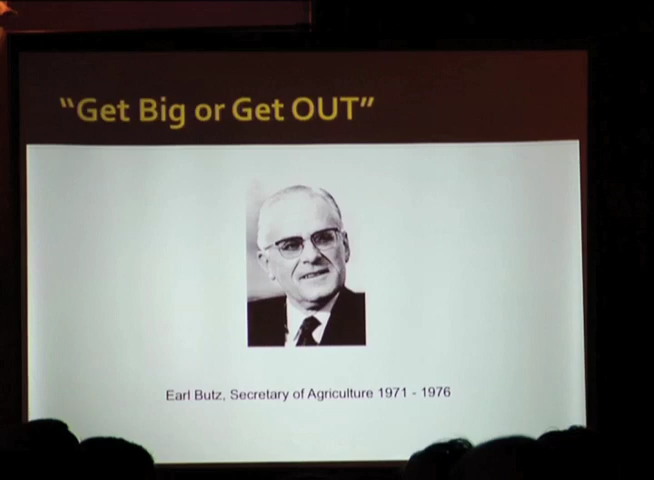 “Get Big or Get OUT”
Earl Butz, Secretary of Agriculture 1971 - 1976